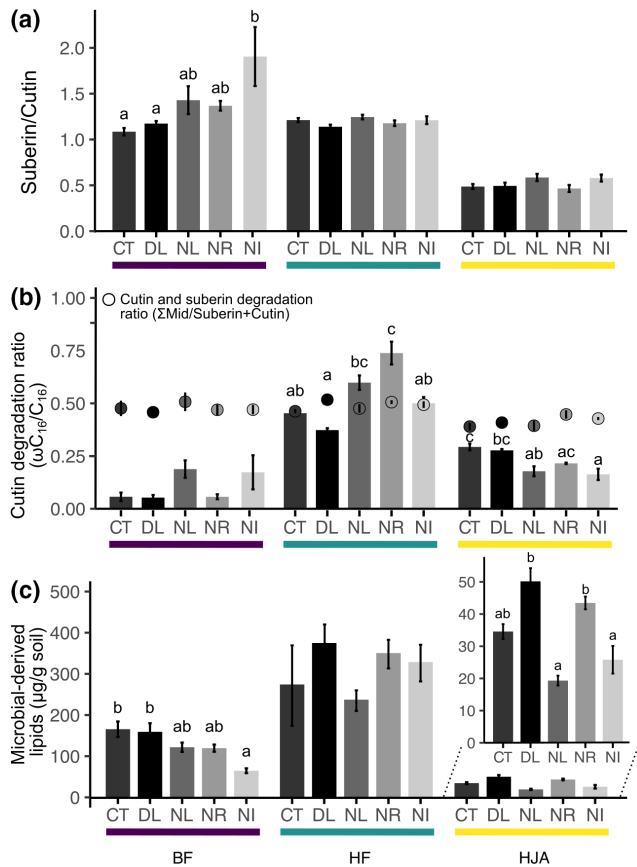 (a)
Suberin/Cutin
2.0
1.5
1.0
0.5
0.0
a a ab ab b
CT DL NL NR NI CT DL NL NR NI CT DL NL NR NI
(b)
Cutin degradation ratio
(ωC16/C16)
1.00
0.75
0.50
0.25
0.00
Cutin and suberin degradation
ratio (ΣMid/Suberin+Cutin)
ab a bc c ab
c bc ab ac a
CT DL NL NR NI CT DL NL NR NI CT DL NL NR NI
(c)
Microbial-derived
lipids (μg/g soil)
500
400
300
200
100
0
b b ab ab a
50
40
30
20
10
0
ab b a b a
CT DL NL NR NI
CT DL NL NR NI CT DL NL NR NI CT DL NL NR NI
BF HF HJA